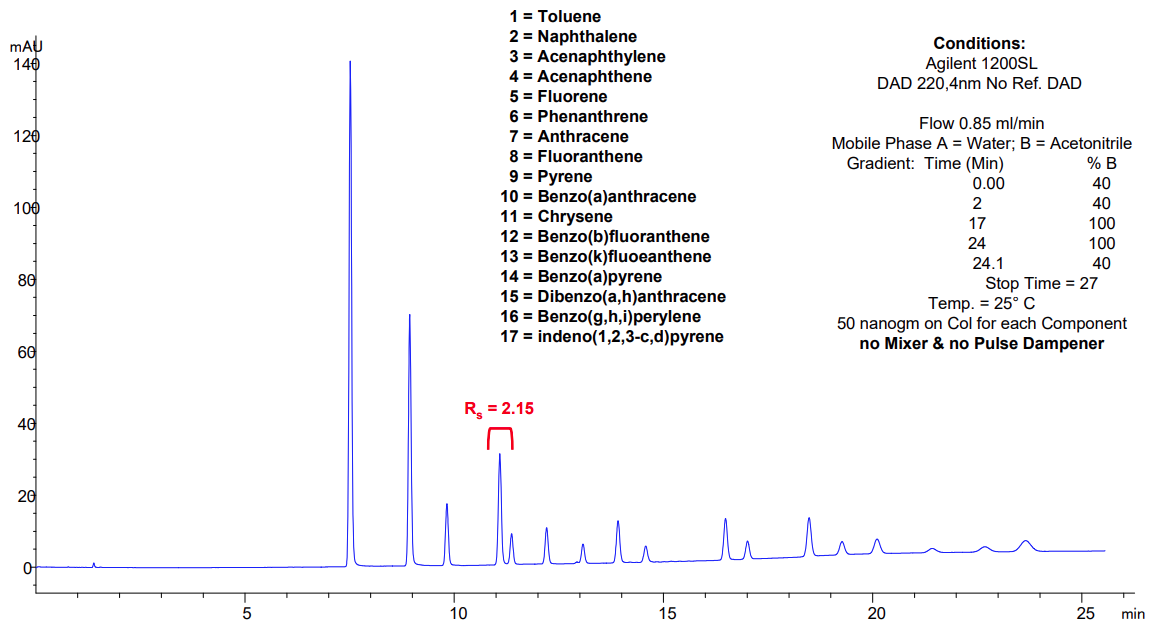 1 = Toluene
2 = Naphthalene
3 = Acenaphthylene
4 = Acenaphthene
5 = Fluorene
6 = Phenanthrene
7 = Anthracene
8 = Fluoranthene
9 = Pyrene
10 = Benzo(a)anthracene
11 = Chrysene
12 = Benzo(b)fluoranthene
13 = Benzo(k)fluoeanthene
14 = Benzo(a)pyrene
15 = Dibenzo(a,h)anthracene
16 = Benzo(g,h,i)perylene
17 = indeno(1,2,3-c,d)pyrene
Conditions:
Agilent 1200SL
DAD 220,4nm No Ref. DAD
Flow 0.85 ml/min
Mobile Phase A = Water; B = Acetonitrile
Gradient: Time (Min) % B
0.00 40
2 40
17 100
24 100
24.1 40
Stop Time = 27
Temp. = 25° C
50 nanogm on Col for each Component
no Mixer & no Pulse Dampener
mAU
140
120
100
80
60
40
20
0
Rs = 2.15
5 10 15 20 25 min